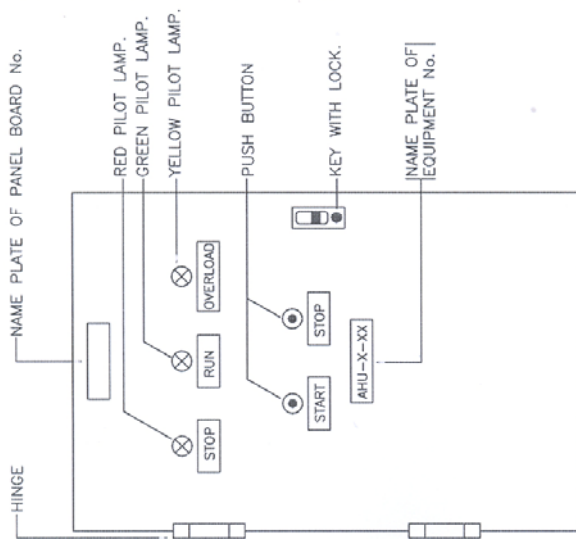 HINGE
NAME PLATE OF PANEL BOARD No.
RED PILOT LAMP.
GREEN PILOT LAMP.
YELLOW PILOT LAMP.
PUSH BUTTON
KEY WITH LOCK.
NAME PLATE OF
EQUIPMENT No.
STOP
RUN
OVERLOAD
START
STOP
AHU-X-XX